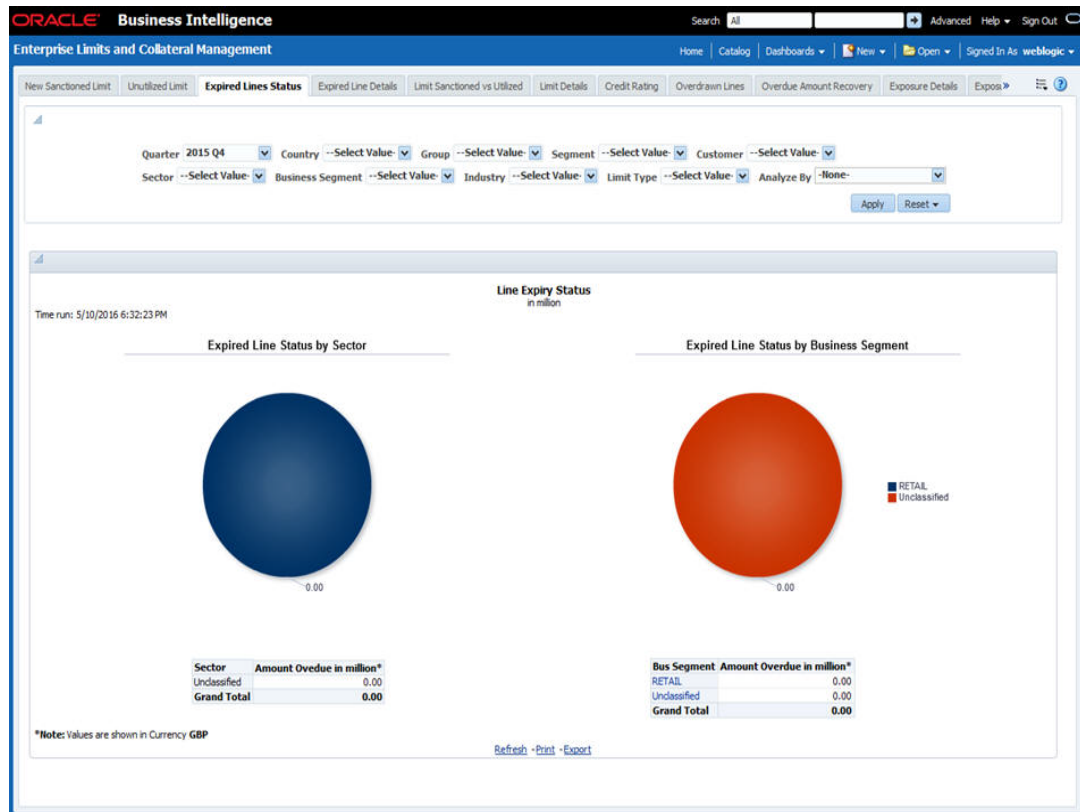 ORACLE Business Intelligence
Search All Advanced Help Sign Out
Enterprise Limits and Collateral Management
Home Catalog Dashboards New Open Signed In As weblogic
New Sanctioned Limit Unutilized Limit Expired Lines Status Expired Line Details Limit Sanctioned vs Utilized Limit Details Credit Rating Overdrawn Lines Overdue Amount Recovery Exposure Details »
Quarter 2015 Q4 Country --Select Value- Group --Select Value- Segment --Select Value- Customer --Select Value-
Sector --Select Value- Business Segment --Select Value- Industry --Select Value- Limit Type --Select Value- Analyze By -None-
Apply Reset
Line Expiry Status
in million
Time run: 5/10/2016 6:32:23 PM
Expired Line Status by Sector
0.00
Expired Line Status by Business Segment
RETAIL
Unclassified
0.00
Sector Amount Ovedue in million*
Unclassified 0.00
Grand Total 0.00
Bus Segment Amount Overdue in million*
RETAIL 0.00
Unclassified 0.00
Grand Total 0.00
*Note: Values are shown in Currency GBP
Refresh - Print - Export